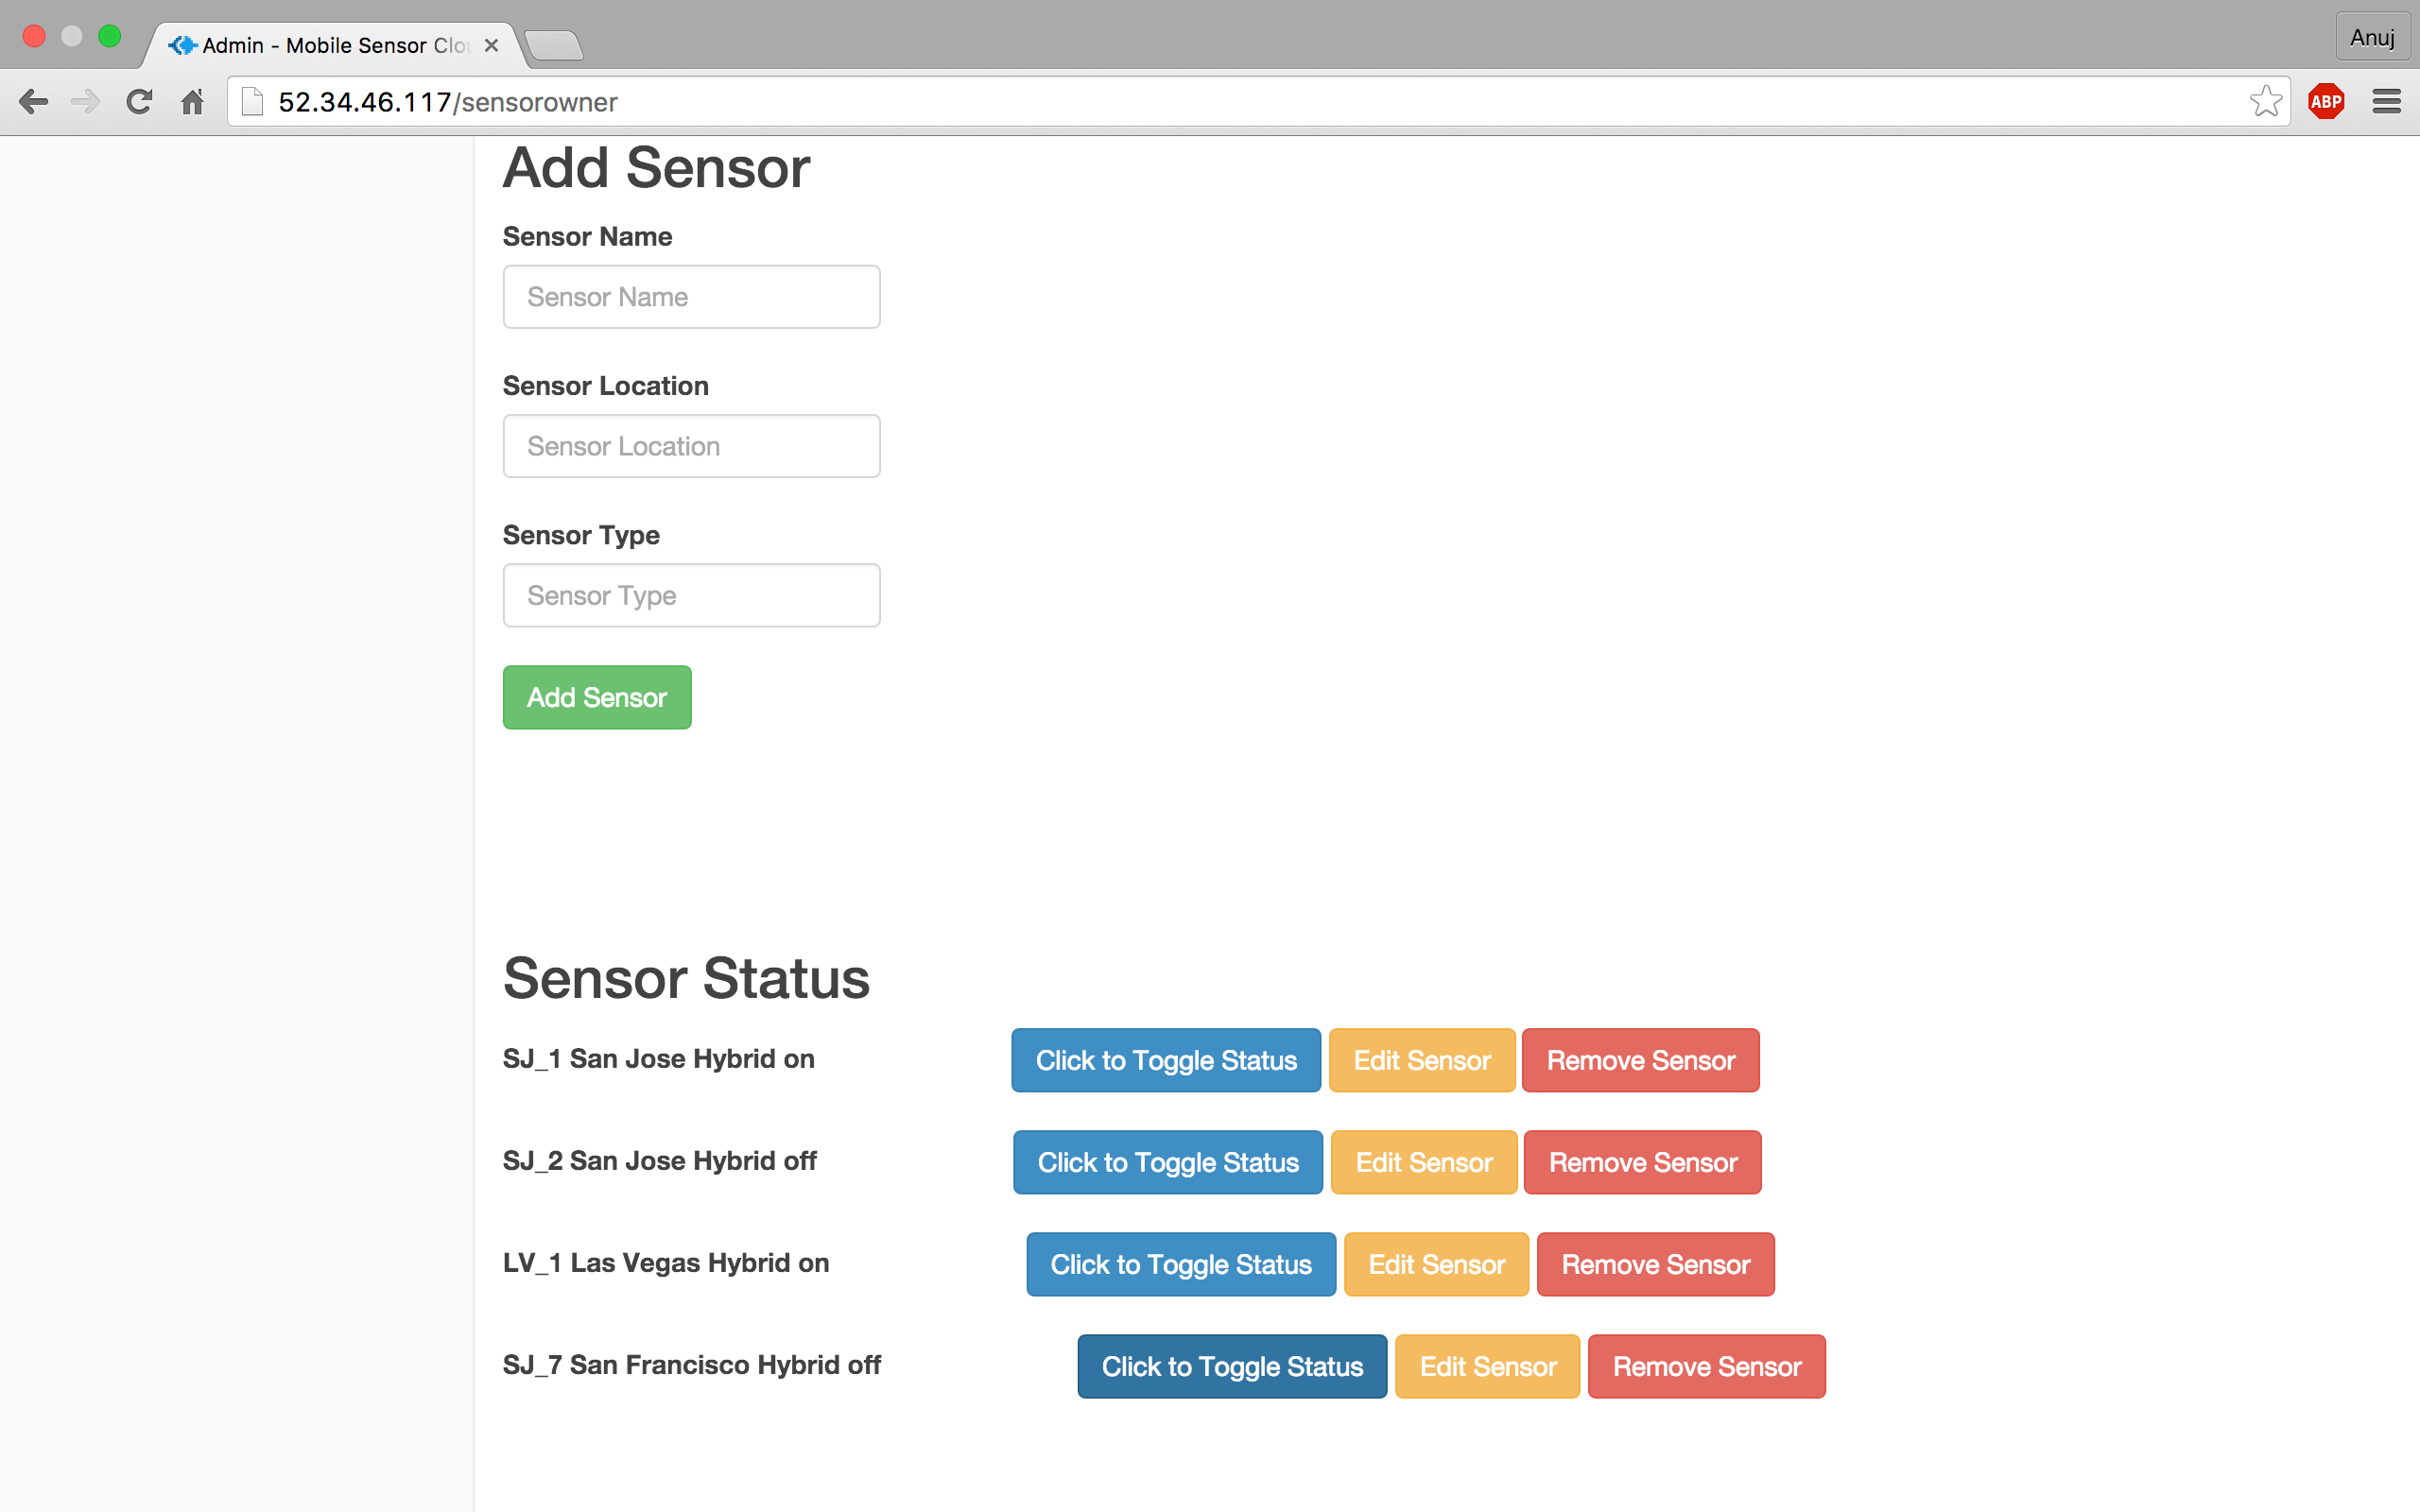 Admin - Mobile Sensor Clou
Anuj
52.34.46.117/sensorowner
ABP
Add Sensor
Sensor Name
Sensor Name
Sensor Location
Sensor Location
Sensor Type
Sensor Type
Add Sensor
Sensor Status
SJ_1 San Jose Hybrid on Click to Toggle Status Edit Sensor Remove Sensor
SJ_2 San Jose Hybrid off Click to Toggle Status Edit Sensor Remove Sensor
LV_1 Las Vegas Hybrid on Click to Toggle Status Edit Sensor Remove Sensor
SJ_7 San Francisco Hybrid off Click to Toggle Status Edit Sensor Remove Sensor